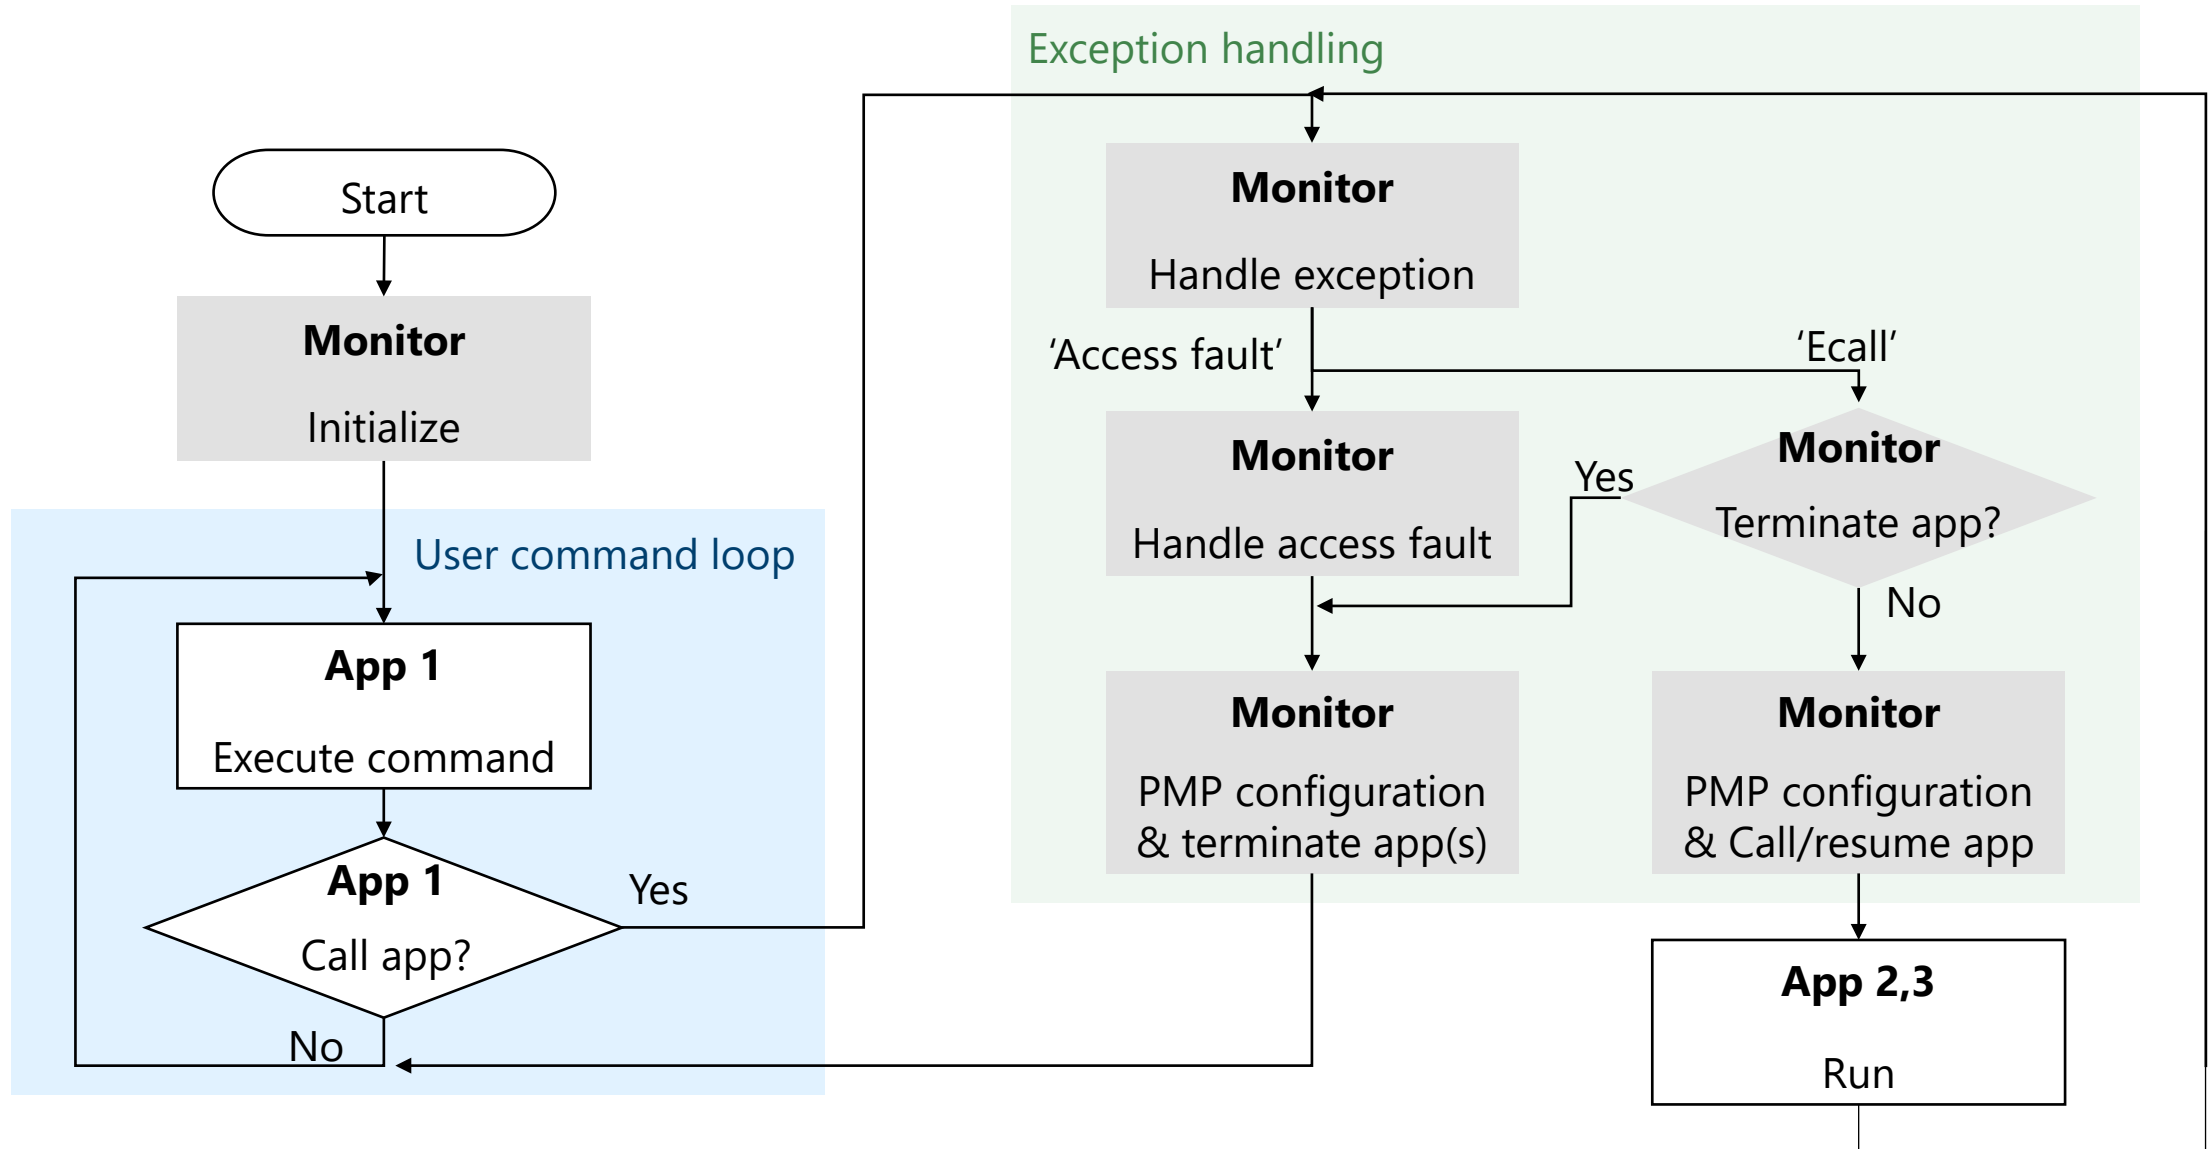 Exception handling
Start
Monitor
Initialize
User command loop
App 1
Execute command
App 1
Call app?
Yes
No
Monitor
Handle exception
‘Access fault’
‘Ecall’
Monitor
Handle access fault
Monitor
Terminate app?
Yes
No
Monitor
PMP configuration
& terminate app(s)
Monitor
PMP configuration
& Call/resume app
App 2,3
Run